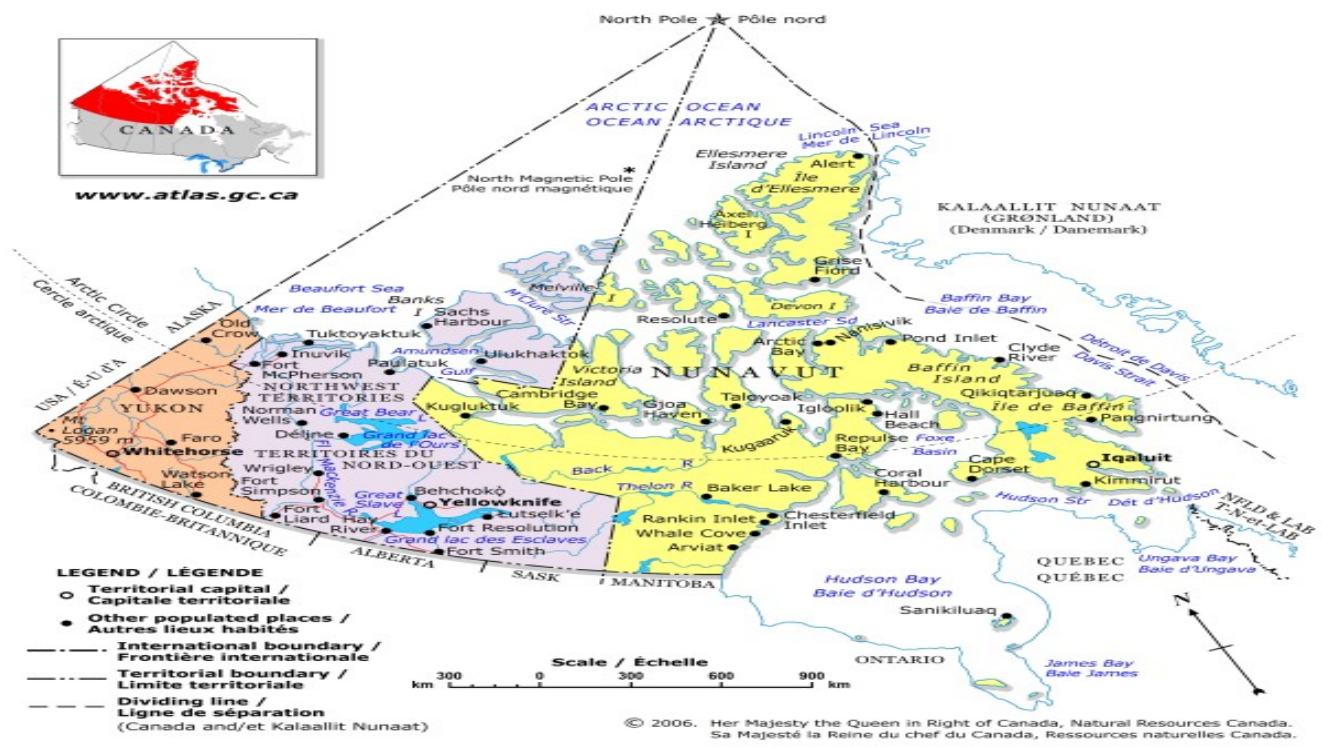 North Pole Pôle nord
CANADA
www.atlas.gc.ca
ARCTIC OCEAN
OCEAN ARCTIQUE
Lincoln Sea
Mer de Lincoln
Ellesmere
Island
Alert
Île
d'Ellesmere
North Magnetic Pole
Pôle nord magnétique
*
Axel
Heiberg
I
KALAALLIT NUNAAT
(GRØNLAND)
(Denmark / Danemark)
Grise
Fiord
Arctic Circle
Cercle arctique
Beaufort Sea
Mer de Beaufort
Banks
I
Sachs
Harbour
Melville
I
M'Clure Str
Devon I
Resolute
Lancaster Sd
Baffin Bay
Baie de Baffin
ALASKA
USA / É-U d'A
Old
Crow
Tuktoyaktuk
Inuvik
Fort
McPherson
Paulatuk
Amundsen
Gulf
Ulukhaktok
Victoria
Island
NUNAVUT
Arctic
Bay
Nanisivik
Pond Inlet
Clyde
River
Détroit de Davis
Davis Strait
Baffin
Island
Île de Baffin
Qikiqtarjuaq
Pangnirtung
Dawson
YUKON
Mt
Logan
5959 m
Faro
Whitehorse
Watson
Lake
NORTHWEST
TERRITORIES
Norman
Wells
Great Bear
L
Grand lac
de l'Ours
Déline
TERRITOIRES DU
NORD-OUEST
Wrigley
Fl Mackenzie R
Fort
Simpson
Fort
Liard
Great
Slave
L
Behchokò
Yellowknife
Lutselk'e
Hay
River
Fort Resolution
Grand lac des Esclaves
Fort Smith
Kugluktuk
Cambridge
Bay
Gjoa
Haven
Taloyoak
Kugaaruk
Igloolik
Hall
Beach
Repulse
Bay
Foxe
Basin
Back R
Thelon R
Baker Lake
Coral
Harbour
Cape
Dorset
Iqaluit
Kimmirut
Hudson Str Dét d'Hudson
Rankin Inlet
Chesterfield
Inlet
Whale Cove
Arviat
NFLD & LAB
T-N-et-LAB
QUEBEC
QUÉBEC
Ungava Bay
Baie d'Ungava
Hudson Bay
Baie d'Hudson
Sanikiluaq
ONTARIO
James Bay
Baie James
N
BRITISH COLUMBIA
COLOMBIE-BRITANNIQUE
ALBERTA
SASK
MANITOBA
LEGEND / LÉGENDE
Territorial capital /
Capitale territoriale
Other populated places /
Autres lieux habités
International boundary /
Frontière internationale
Territorial boundary /
Limite territoriale
Dividing line /
Ligne de séparation
(Canada and/et Kalaallit Nunaat)
Scale / Échelle
km 300 0 300 600 900 km
© 2006. Her Majesty the Queen in Right of Canada, Natural Resources Canada.
Sa Majesté la Reine du chef du Canada, Ressources naturelles Canada.